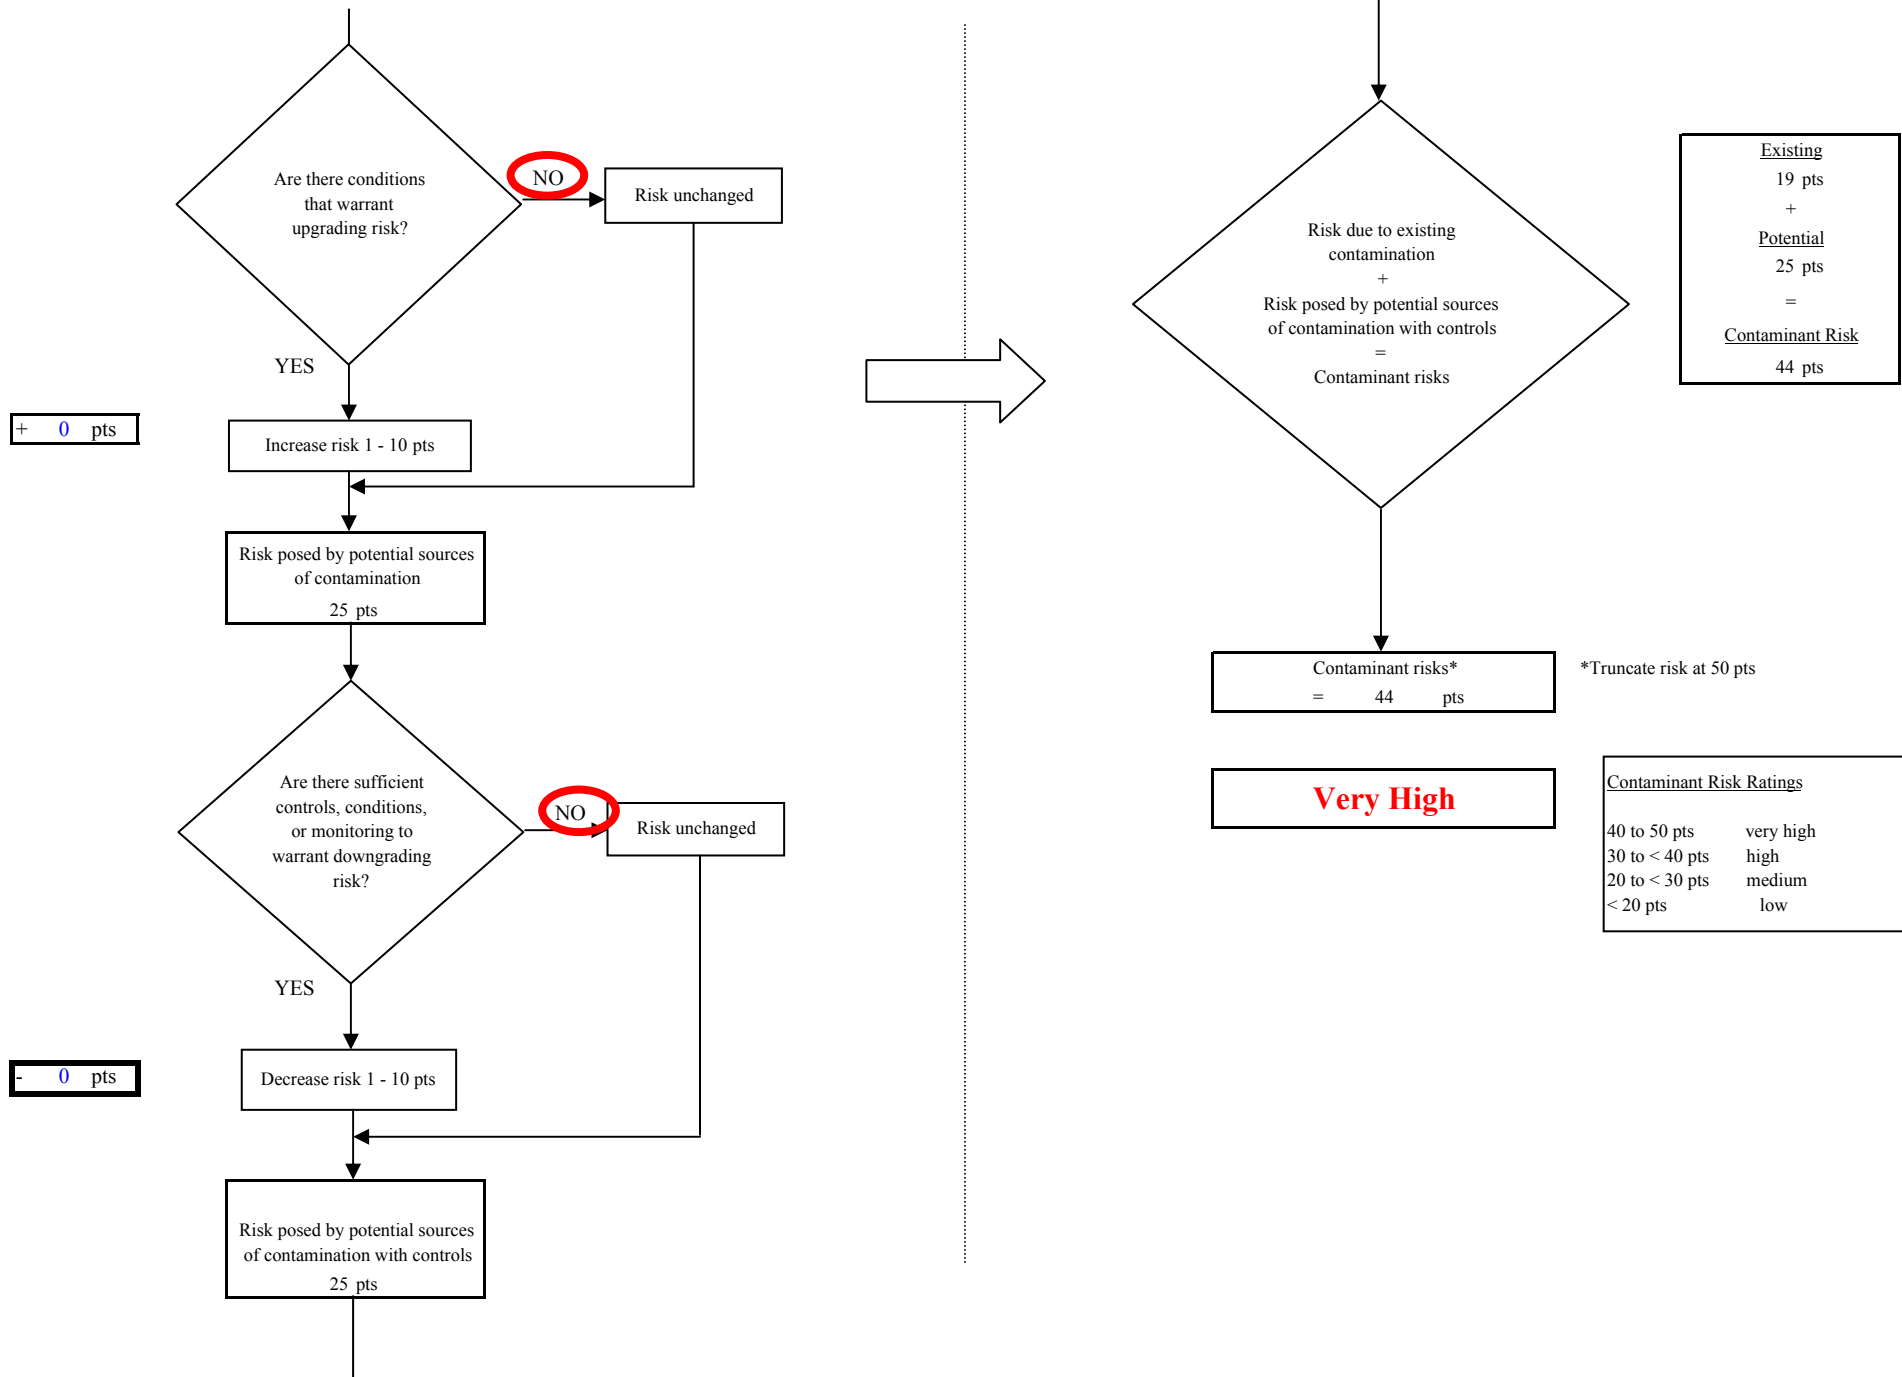 Are there conditions
that warrant
upgrading risk?
NO
Risk unchanged
YES
+ 0 pts
Increase risk 1 - 10 pts
Risk posed by potential sources
of contamination
25 pts
Are there sufficient
controls, conditions,
or monitoring to
warrant downgrading
risk?
NO
Risk unchanged
YES
- 0 pts
Decrease risk 1 - 10 pts
Risk posed by potential sources
of contamination with controls
25 pts
Risk due to existing
contamination
+
Risk posed by potential sources
of contamination with controls
=
Contaminant risks
Existing
19 pts
+
Potential
25 pts
=
Contaminant Risk
44 pts
Contaminant risks*
= 44 pts
*Truncate risk at 50 pts
Very High
Contaminant Risk Ratings
40 to 50 pts very high
30 to < 40 pts high
20 to < 30 pts medium
< 20 pts low